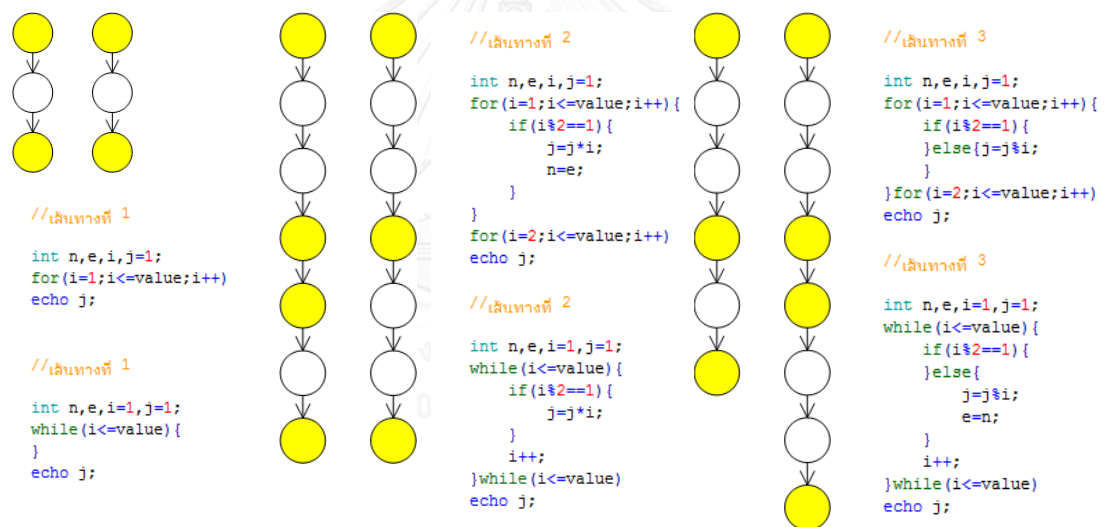 //เส้นทางที่ 1
int n,e,i,j=1;
for(i=1;i<=value;i++)
echo j;
//เส้นทางที่ 1
int n,e,i=1,j=1;
while(i<=value){
}
echo j;
//เส้นทางที่ 2
int n,e,i,j=1;
for(i=1;i<=value;i++){
if(i%2==1){
j=j*i;
n=e;
}
}
for(i=2;i<=value;i++)
echo j;
//เส้นทางที่ 2
int n,e,i=1,j=1;
while(i<=value){
if(i%2==1){
j=j*i;
}
i++;
}while(i<=value)
echo j;
//เส้นทางที่ 3
int n,e,i,j=1;
for(i=1;i<=value;i++){
if(i%2==1){
}else{j=j%i;
}
}for(i=2;i<=value;i++)
echo j;
//เส้นทางที่ 3
int n,e,i=1,j=1;
while(i<=value){
if(i%2==1){
}else{
j=j%i;
e=n;
}
i++;
}while(i<=value)
echo j;